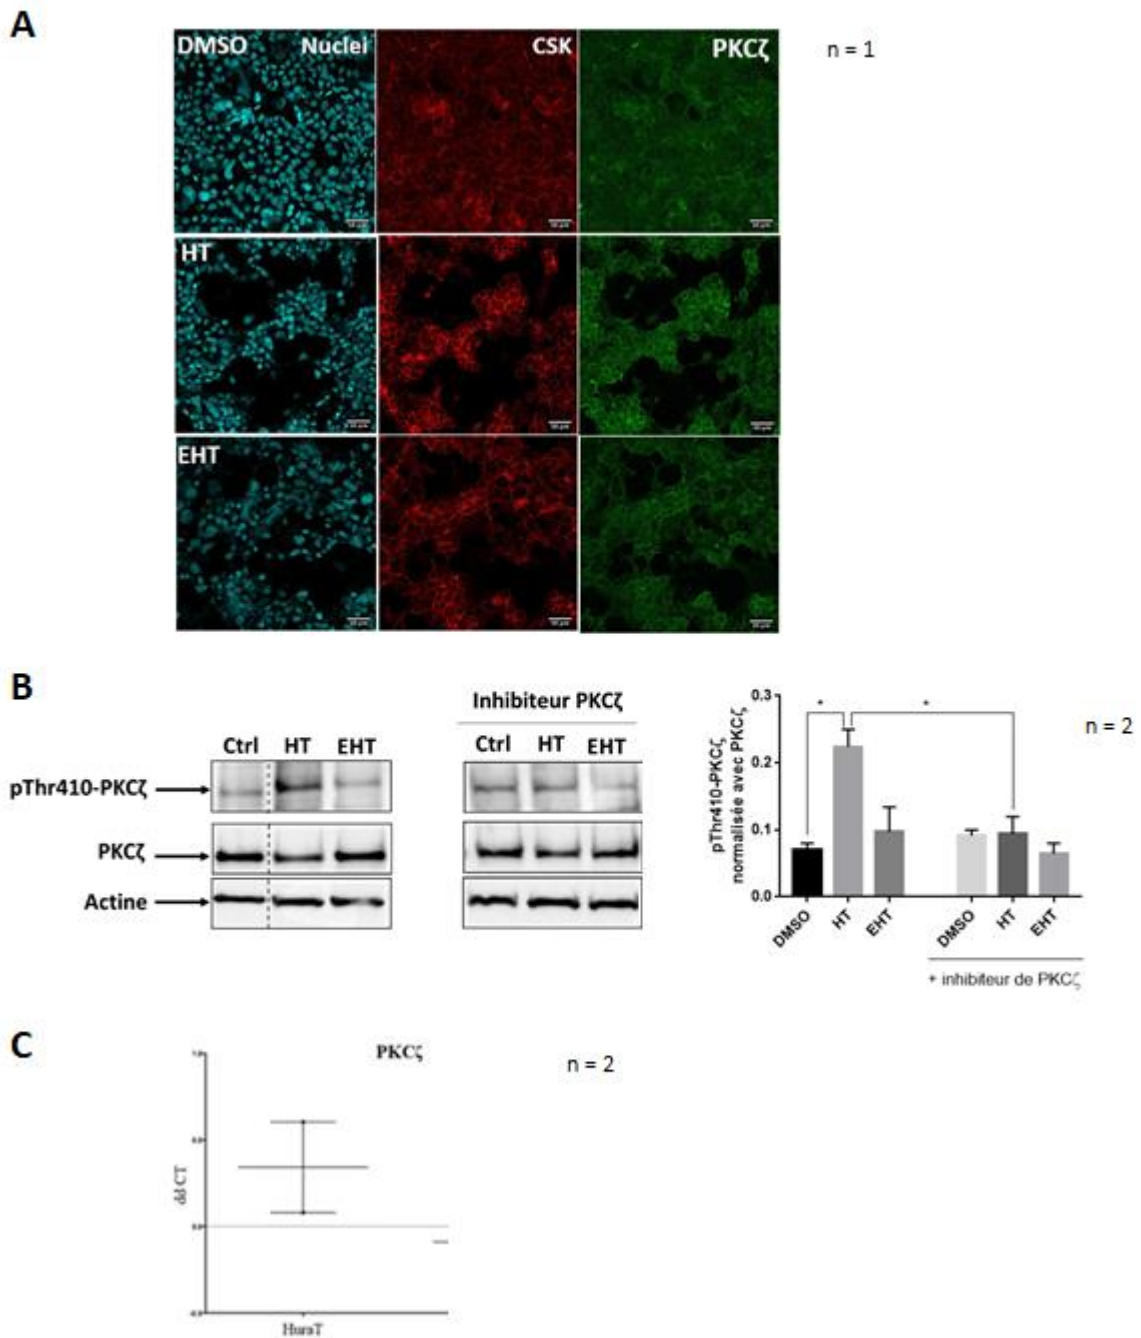 A
DMSO Nuclei CSK PKCζ
n = 1
HT
EHT
B
Inhibiteur PKCζ
Ctrl HT EHT
Ctrl HT EHT
pThr410-PKCζ
PKCζ
Actine
n = 2
0.3
0.2
0.1
0.0
pThr410-PKCζ
normalisée avec PKCζ
* *
DMSO HT EHT DMSO HT EHT
+ inhibiteur de PKCζ
C
PKCζ
n = 2
dd CT
0.0